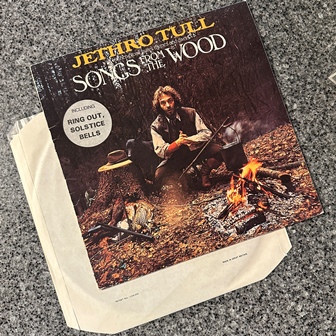 JETHRO TULL
SONGS FROM THE WOOD
INCLUDING
RING OUT,
SOLSTICE
BELLS